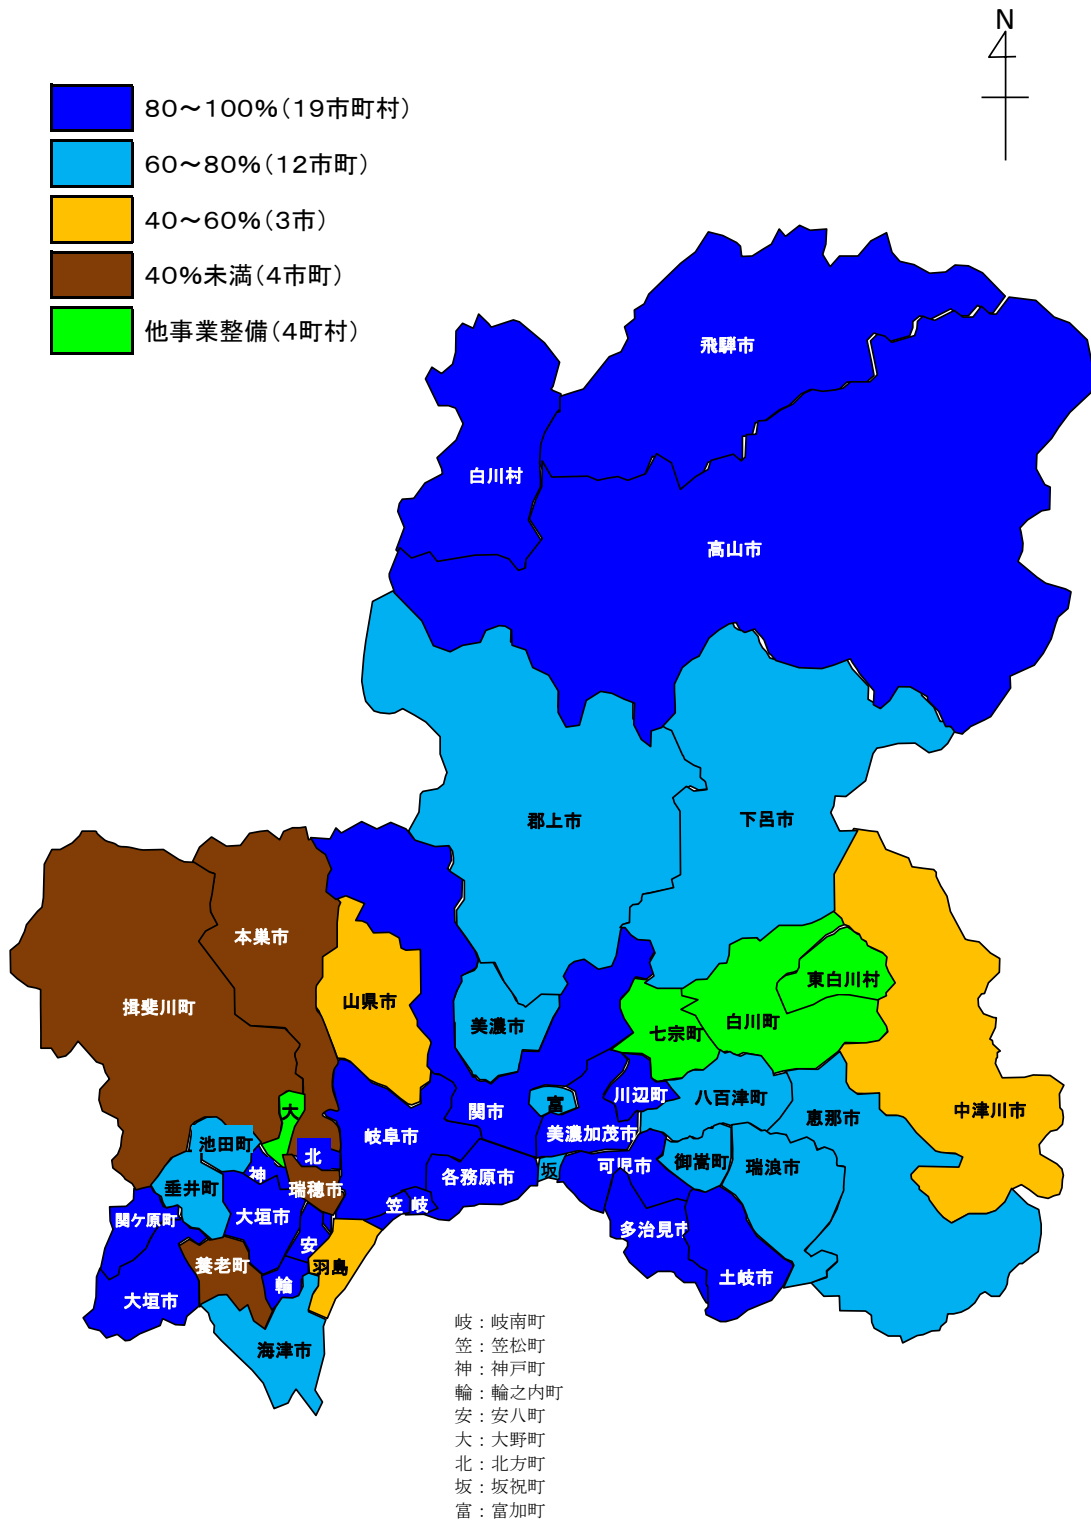 N
80～100%(19市町村)
60～80%(12市町)
40～60%(3市)
40%未満(4市町)
他事業整備(4町村)
飛騨市
白川村
高山市
郡上市
下呂市
本巣市
揖斐川町
山県市
美濃市
東白川村
白川町
七宗町
中津川市
川辺町
八百津町
恵那市
富
関市
大
岐阜市
美濃加茂市
池田町
北
神
各務原市
坂
可児市
御嵩町
瑞浪市
垂井町
瑞穂市
笠
岐
関ケ原町
大垣市
多治見市
安
養老町
羽島
輪
土岐市
大垣市
海津市
岐：岐南町
笠：笠松町
神：神戸町
輪：輪之内町
安：安八町
大：大野町
北：北方町
坂：坂祝町
富：富加町